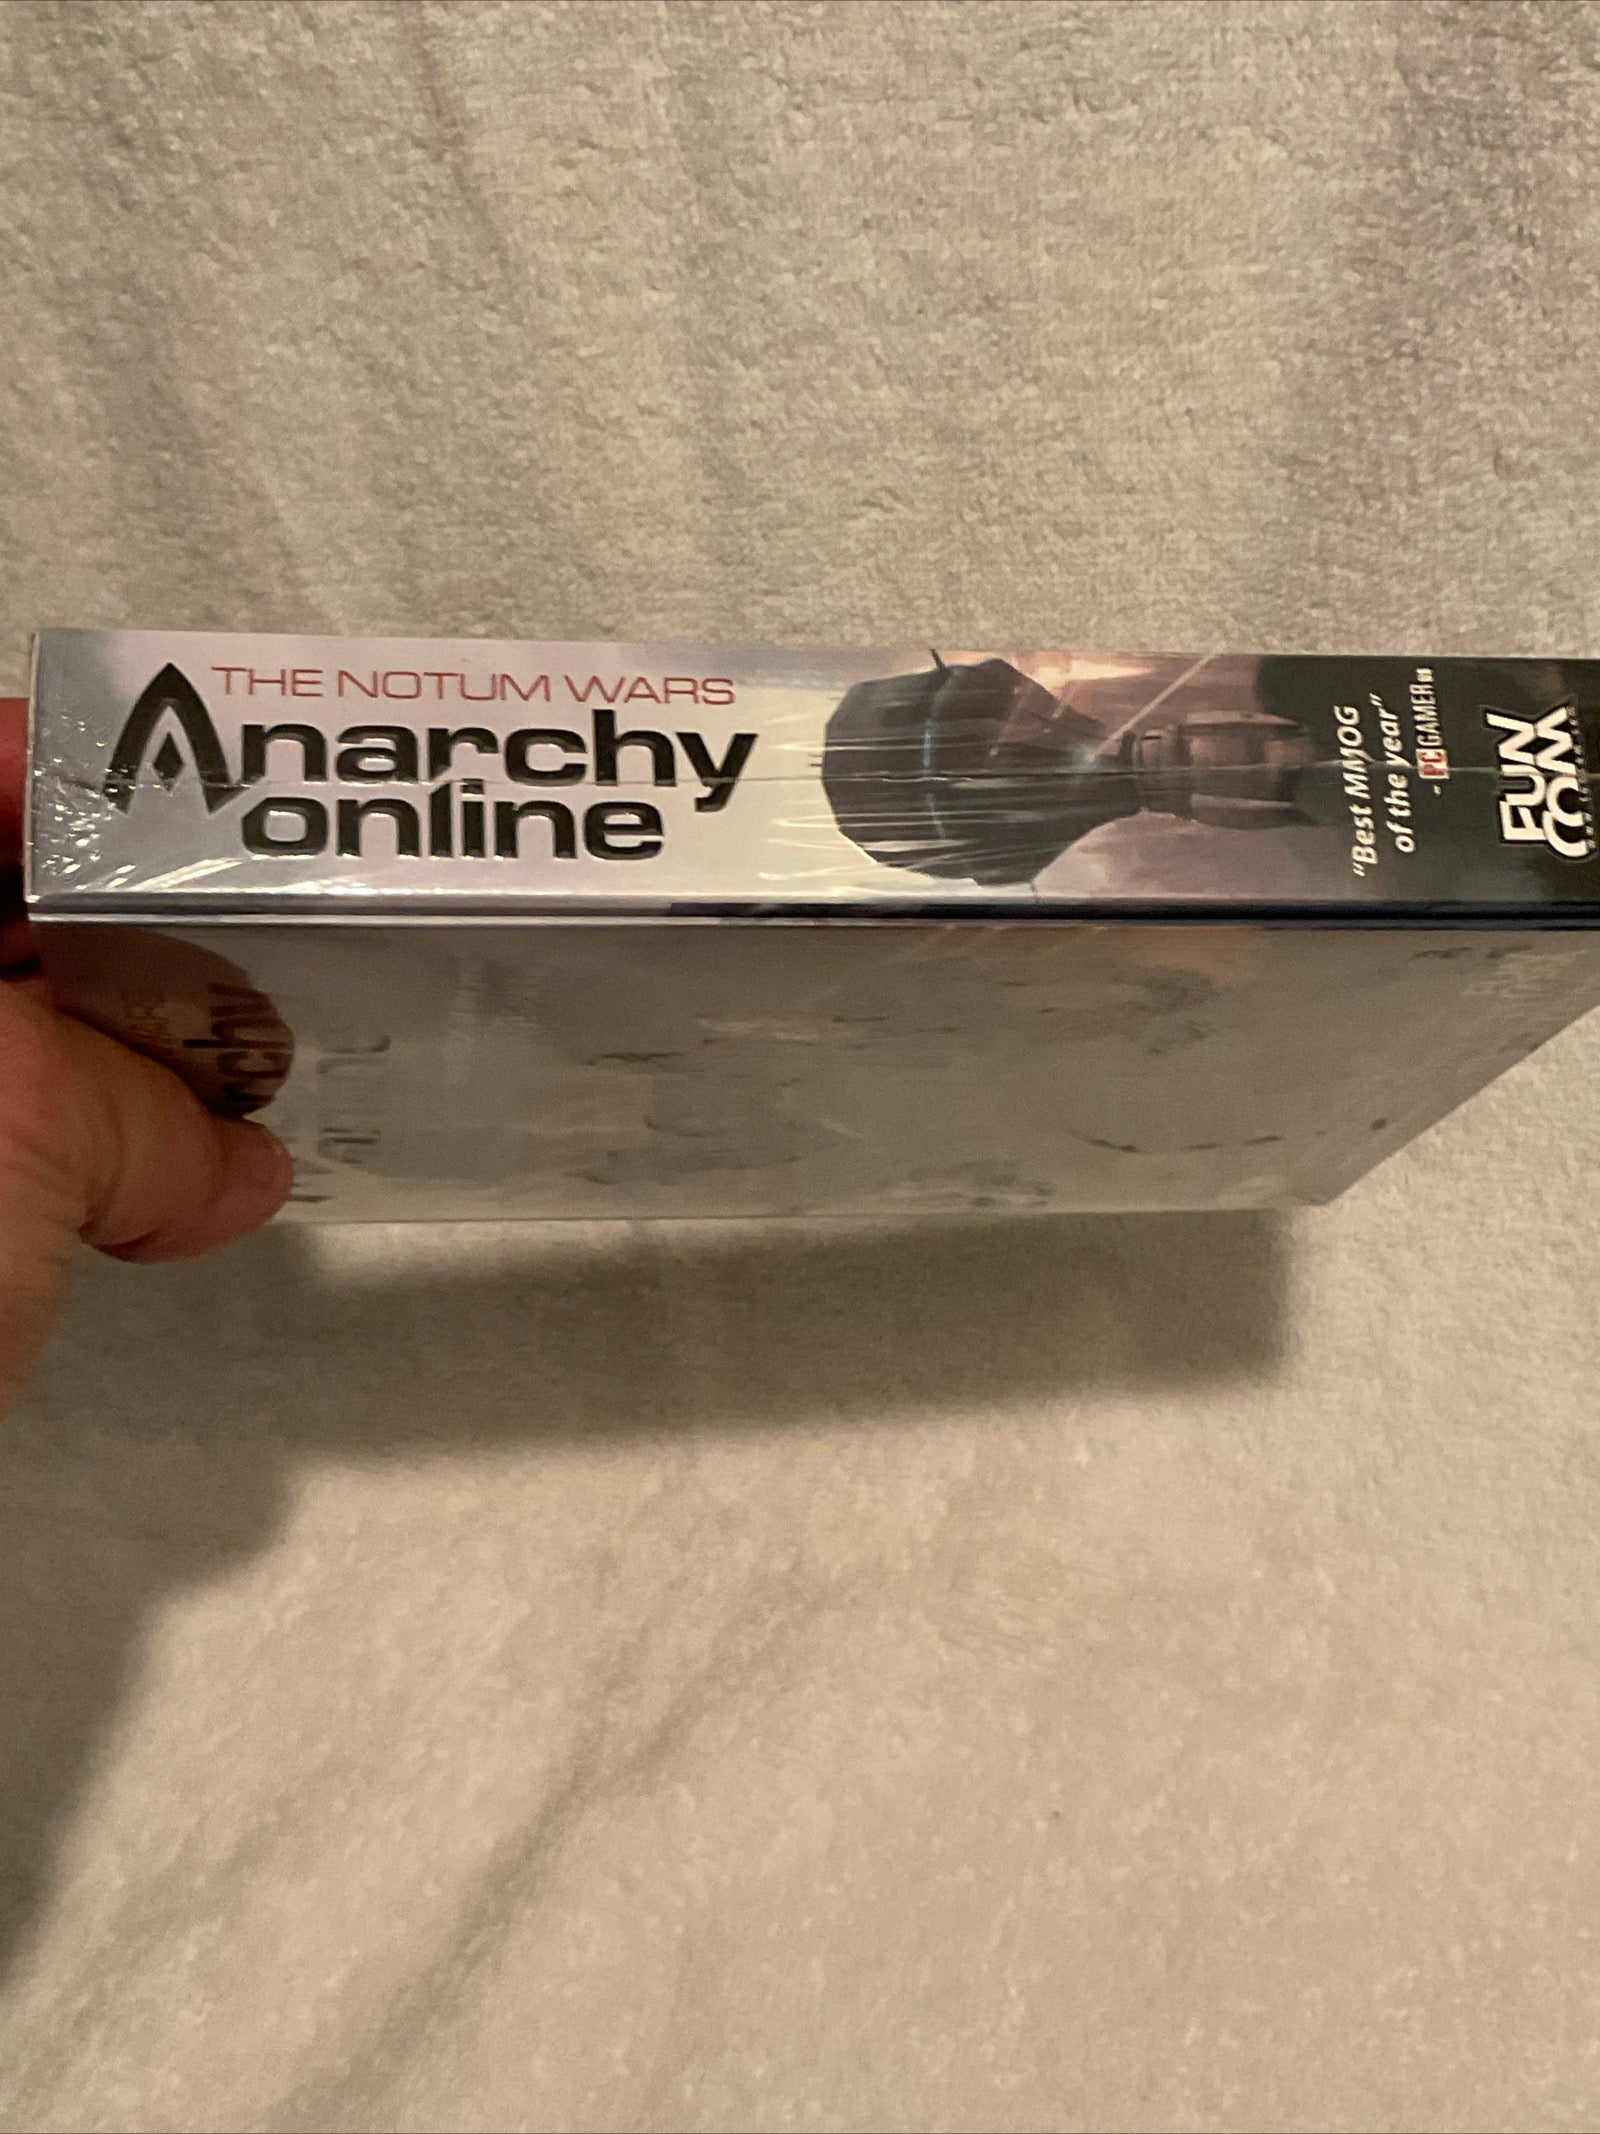 THE NOTUM WARS
Anarchy
online
"Best MMOG
of the year"
- PC GAMER
FUN
COM